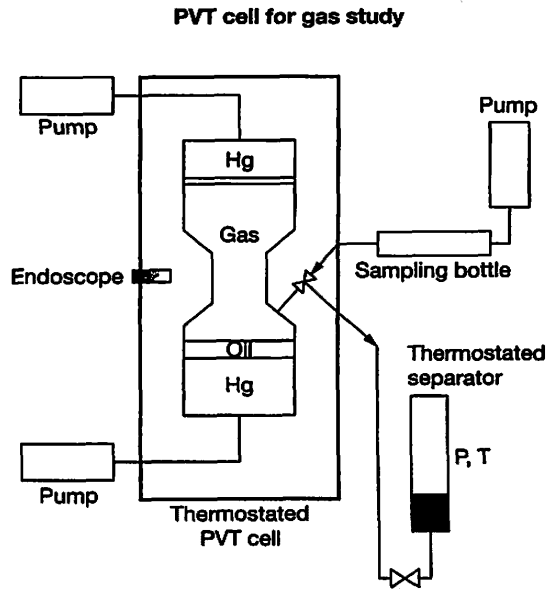 PVT cell for gas study
Pump
Pump
Hg
Gas
Endoscope
Sampling bottle
Oil
Hg
Thermostated
separator
P, T
Pump
Thermostated
PVT cell